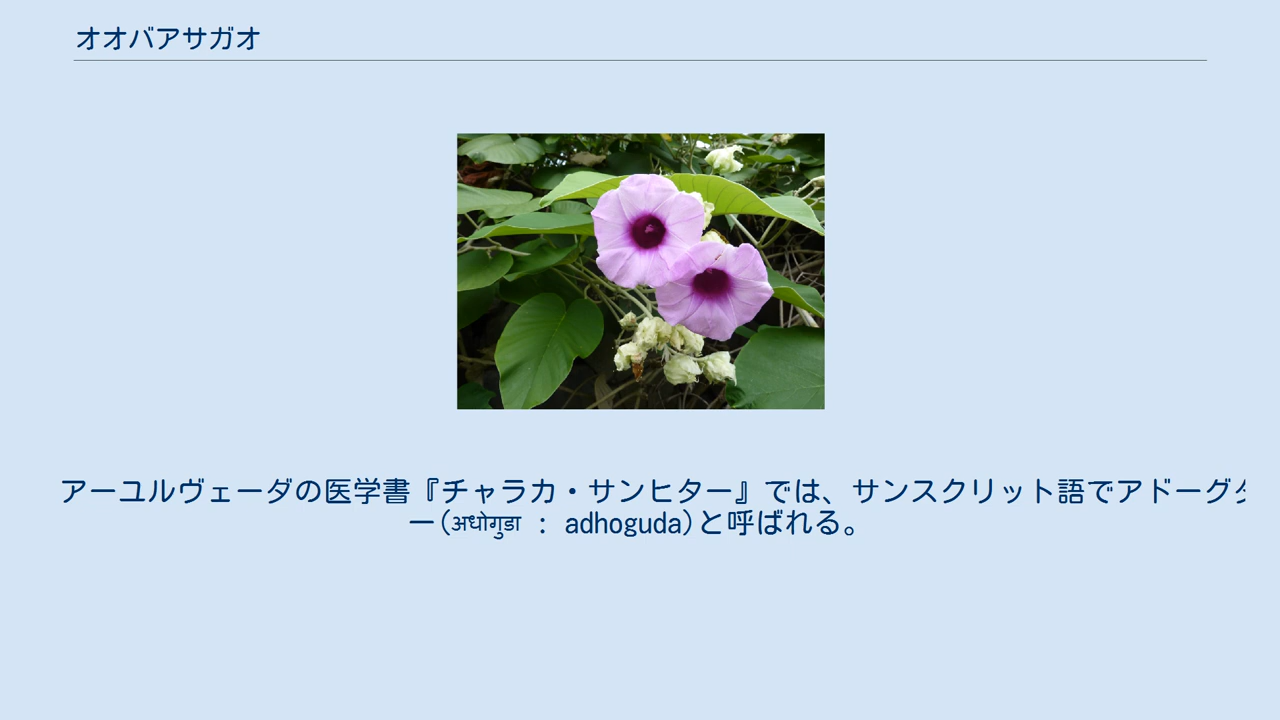 オオバアサガオ
アーユルヴェーダの医学書『チャラカ・サンヒター』では、サンスクリット語でアドーグダ
ー(अधोगुडा : adhoguda)と呼ばれる。